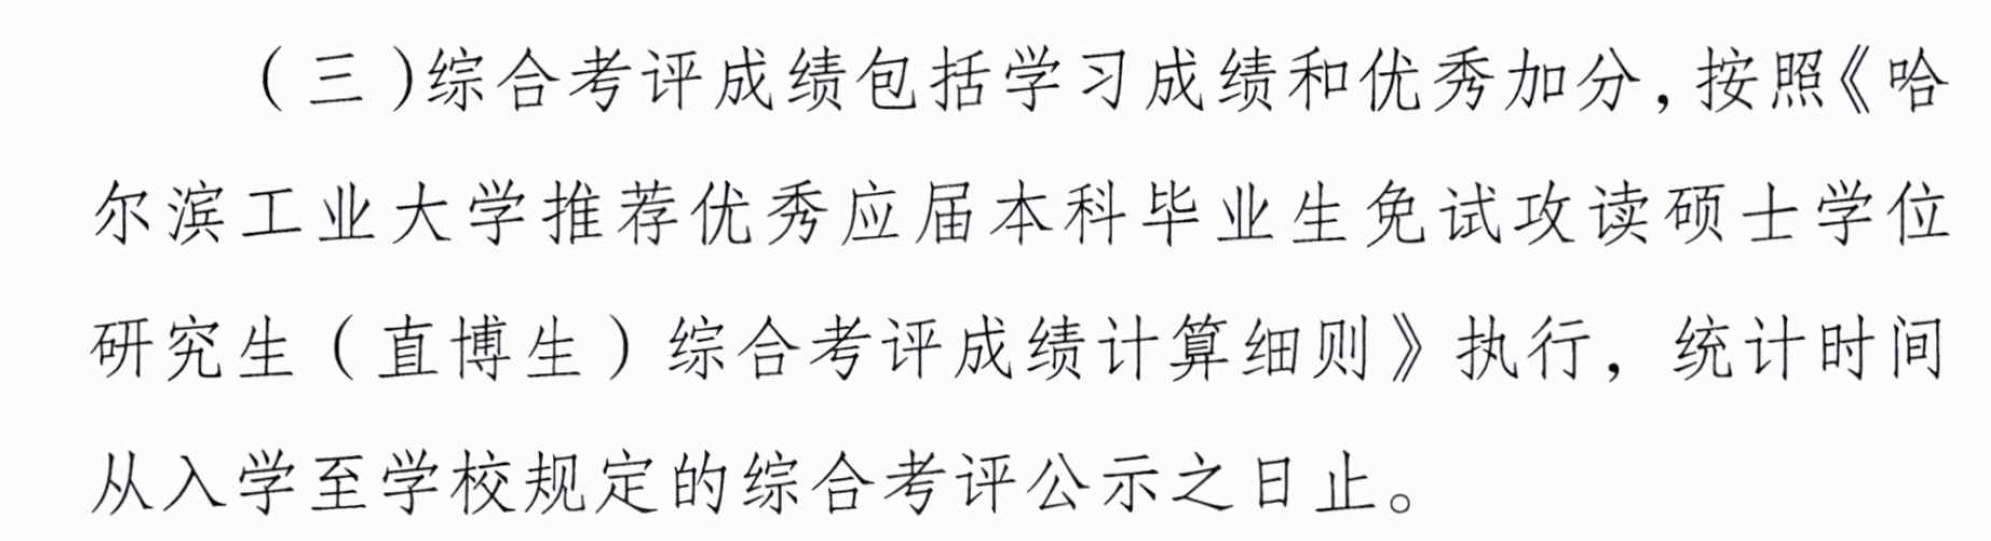 （三）综合考评成绩包括学习成绩和优秀加分，按照《哈
尔滨工业大学推荐优秀应届本科毕业生免试攻读硕士学位
研究生（直博生）综合考评成绩计算细则》执行，统计时间
从入学至学校规定的综合考评公示之日止。